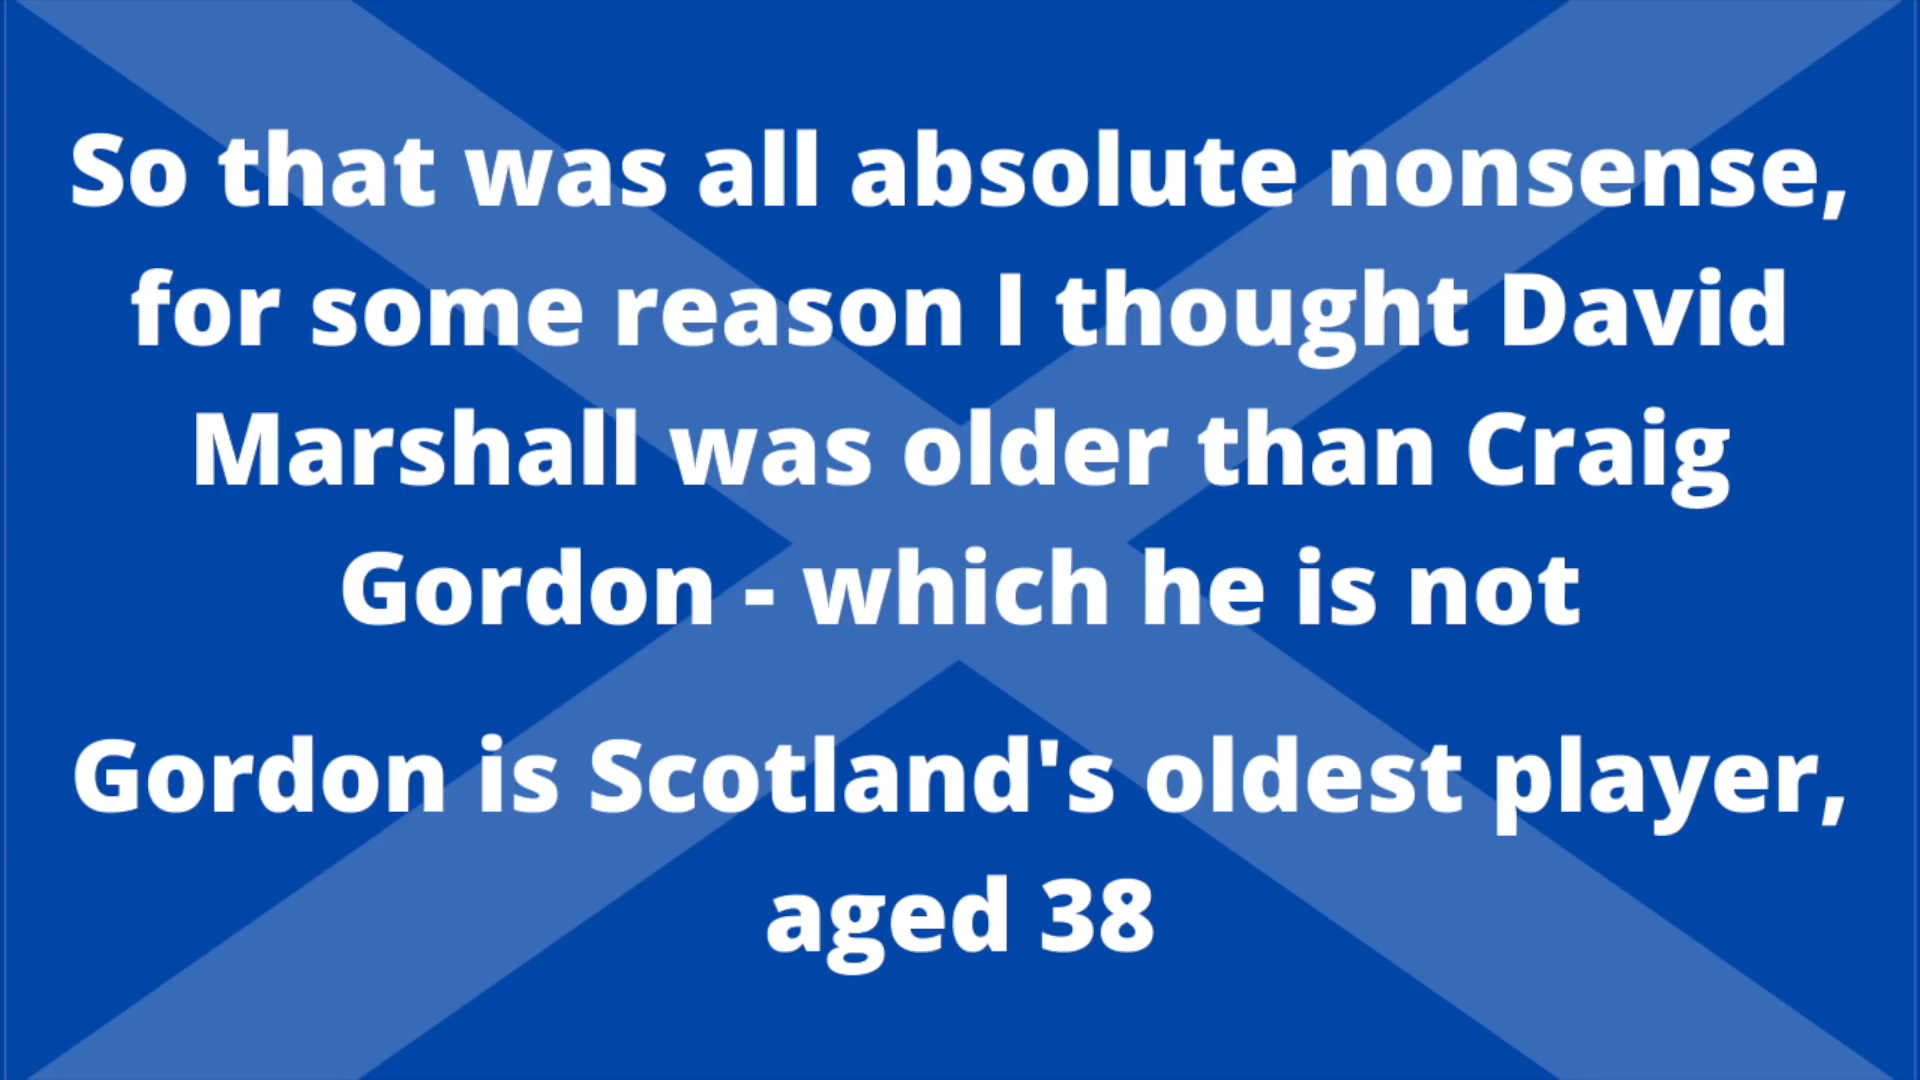 So that was all absolute nonsense,
for some reason I thought David
Marshall was older than Craig
Gordon - which he is not
Gordon is Scotland's oldest player,
aged 38